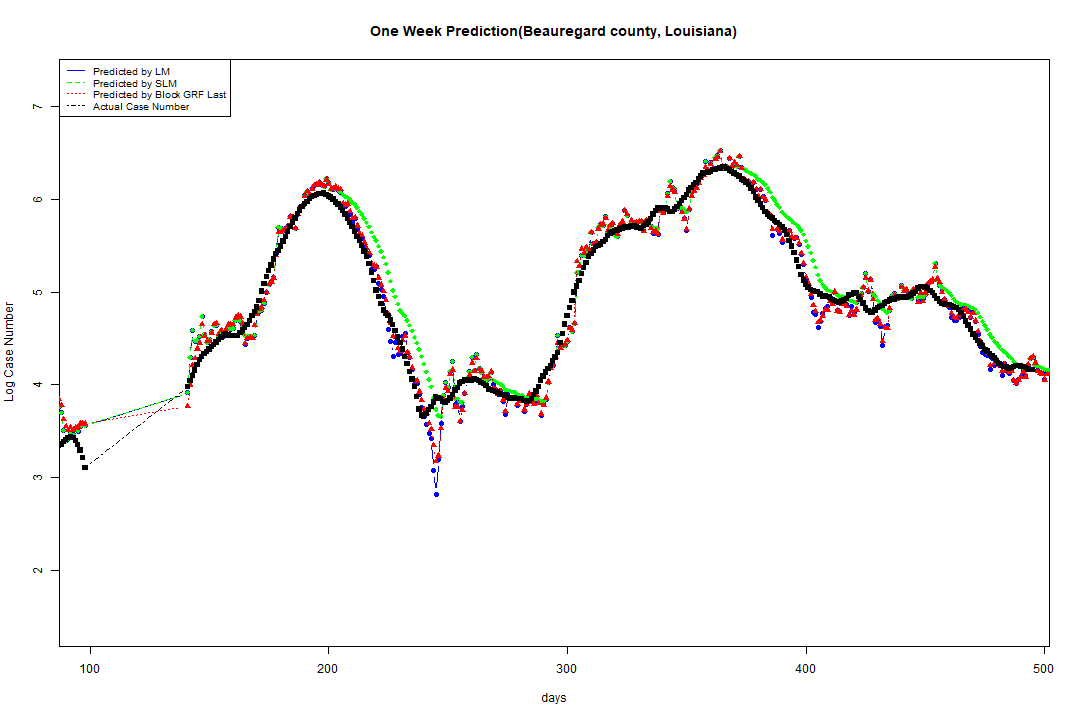 One Week Prediction(Beauregard county, Louisiana)
Predicted by LM
Predicted by SLM
Predicted by Block GRF Last
Actual Case Number
Log Case Number
7
6
5
4
3
2
100 200 300 400 500
days